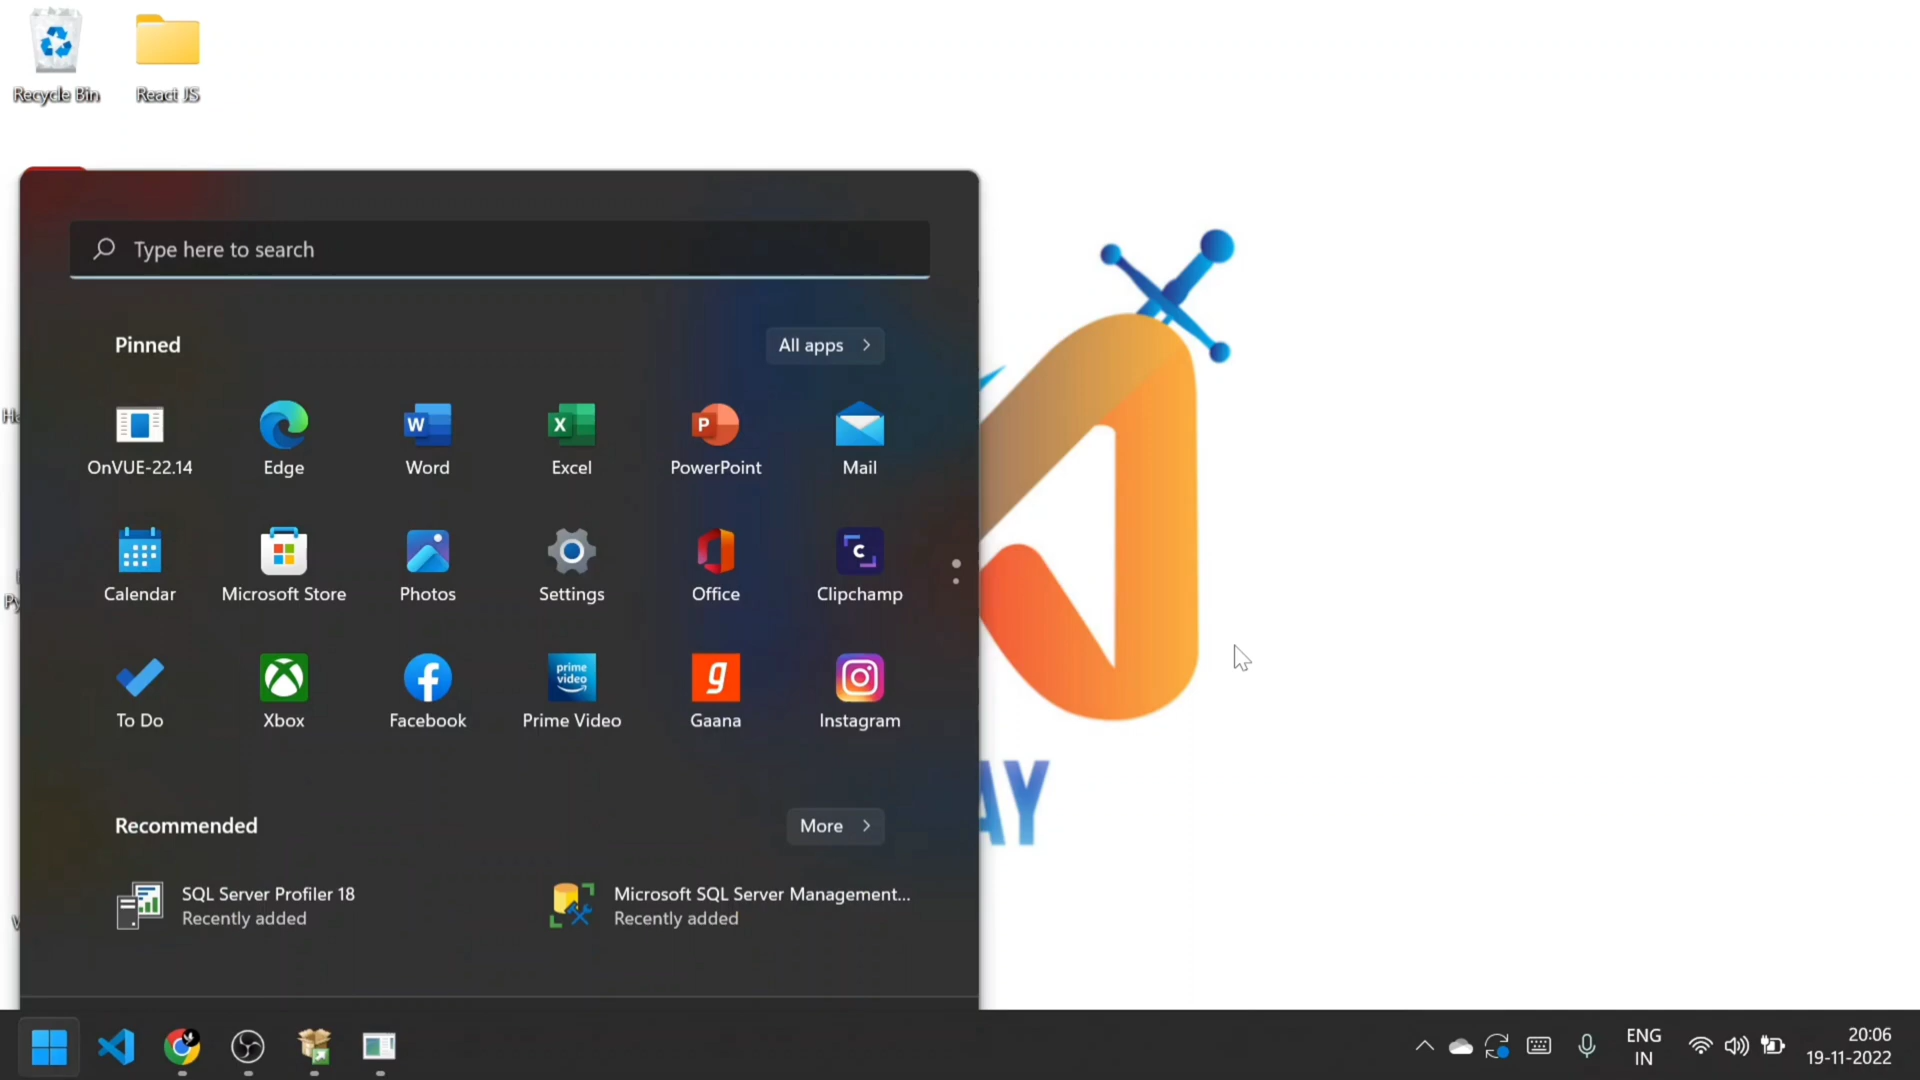 Recycle Bin
React JS
Type here to search
Pinned
All apps
OnVUE-22.14
Edge
Word
Excel
PowerPoint
Mail
Calendar
Microsoft Store
Photos
Settings
Office
Clipchamp
To Do
Xbox
Facebook
prime video
Prime Video
Gaana
Instagram
AY
Recommended
More
SQL Server Profiler 18
Recently added
Microsoft SQL Server Management...
Recently added
ENG
IN
20:06
19-11-2022